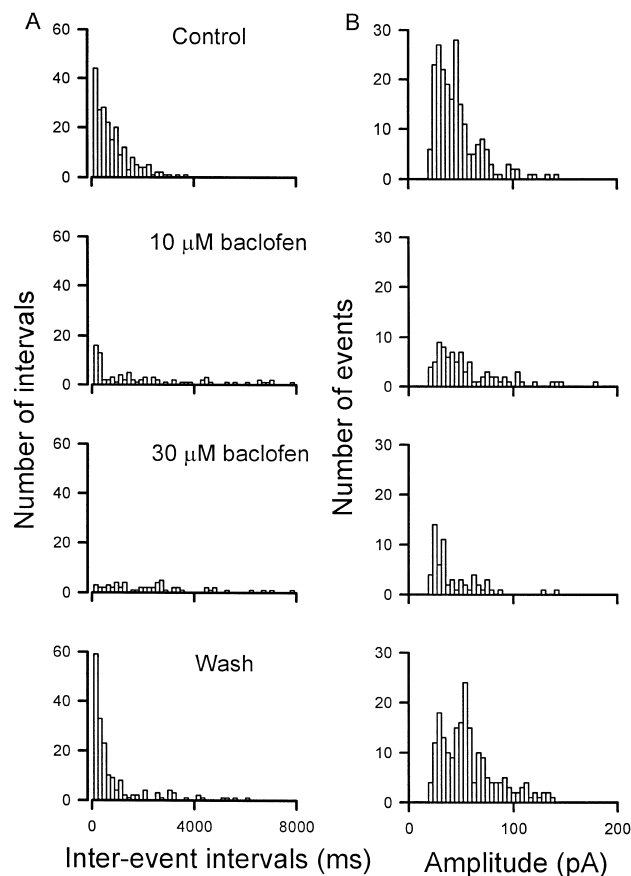 A
B
60
40
20
0
Control
30
20
10
0
60
40
20
0
10 μM baclofen
30
20
10
0
Number of intervals
Number of events
60
40
20
0
30 μM baclofen
30
20
10
0
60
40
20
0
Wash
30
20
10
0
0 4000 8000
0 100 200
Inter-event intervals (ms)
Amplitude (pA)